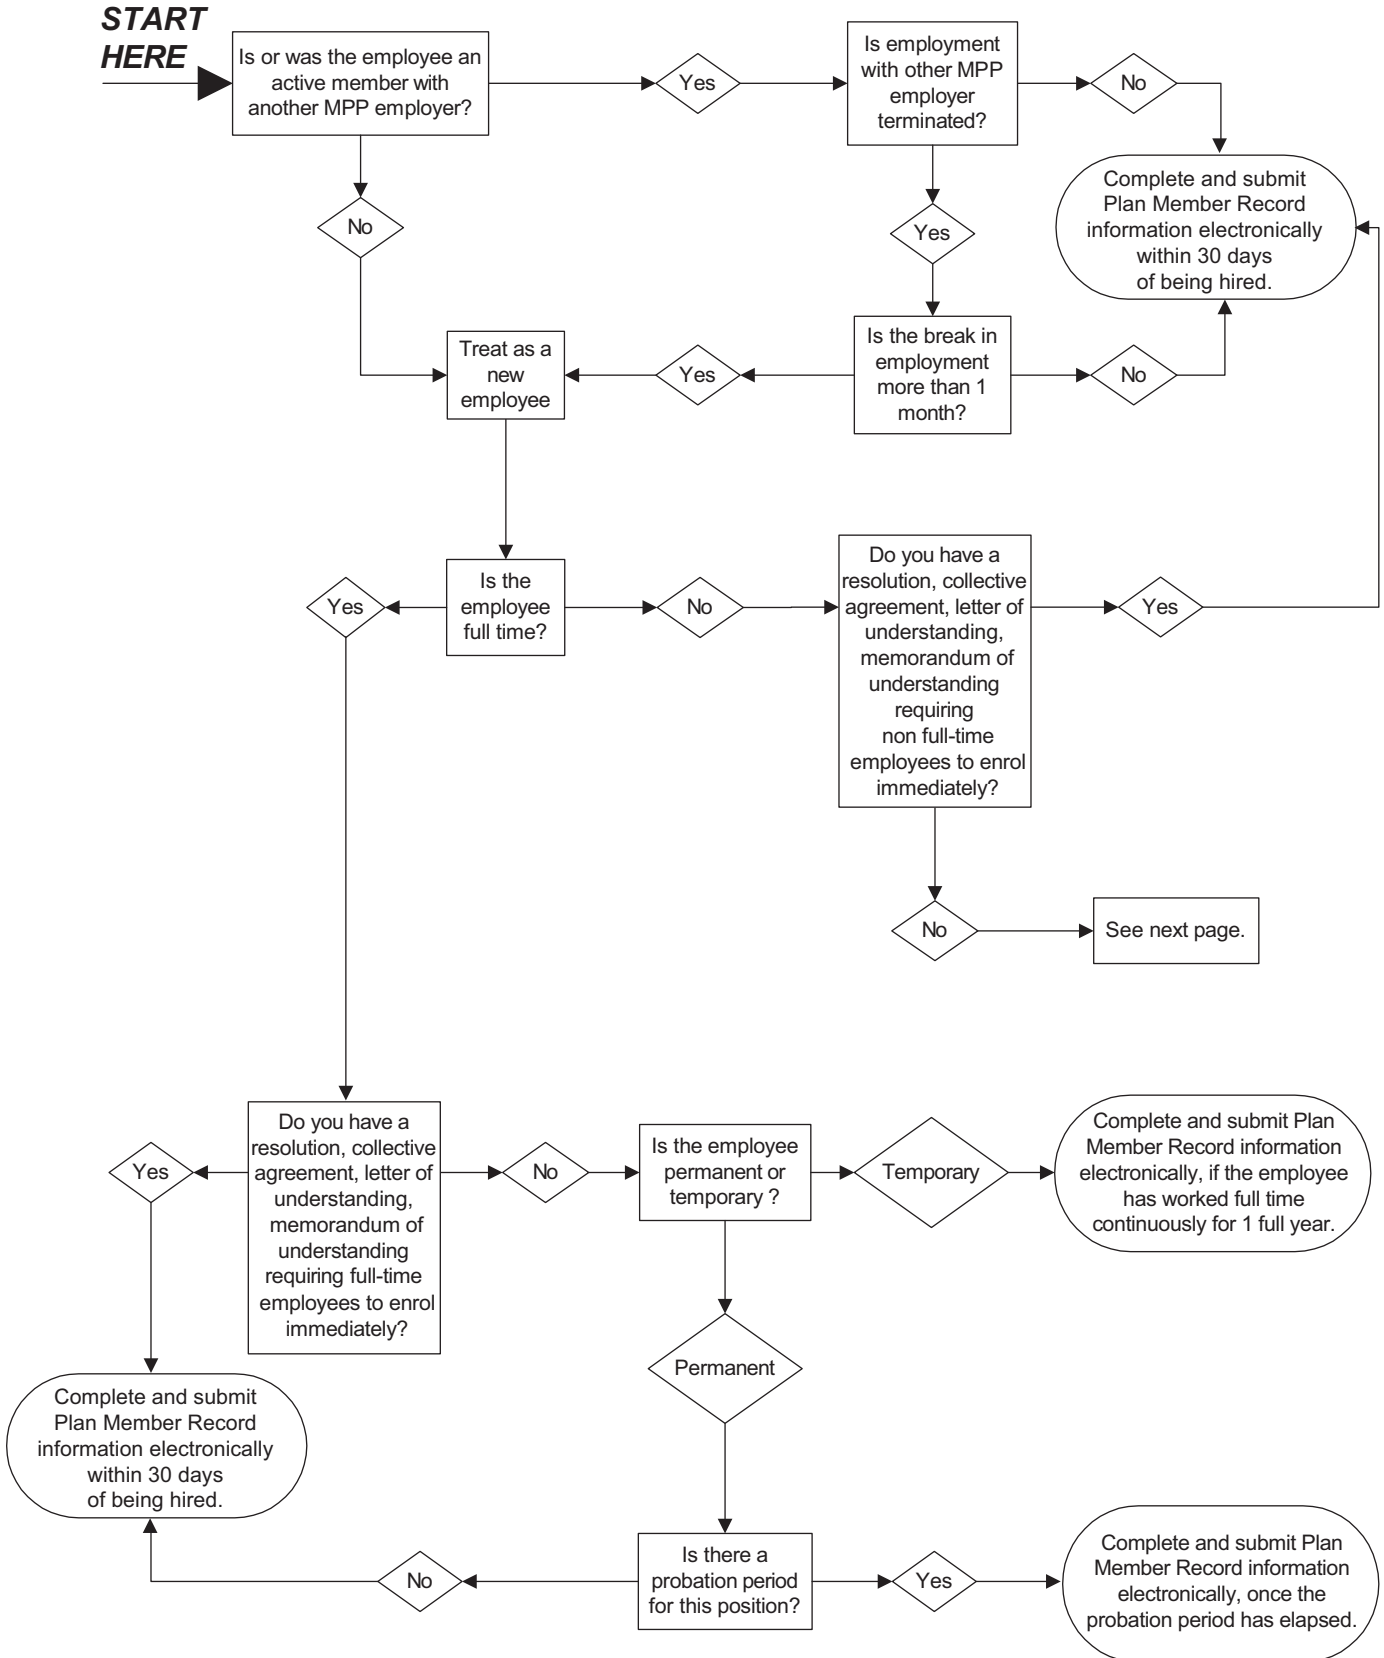 START
HERE
Is or was the employee an
active member with
another MPP employer?
Yes
Is employment
with other MPP
employer
terminated?
No
Complete and submit
Plan Member Record
information electronically
within 30 days
of being hired.
No
Yes
Treat as a
new
employee
Yes
Is the break in
employment
more than 1
month?
No
Yes
Is the
employee
full time?
No
Do you have a
resolution, collective
agreement, letter of
understanding,
memorandum of
understanding
requiring
non full-time
employees to enrol
immediately?
Yes
No
See next page.
Yes
Do you have a
resolution, collective
agreement, letter of
understanding,
memorandum of
understanding
requiring full-time
employees to enrol
immediately?
No
Is the employee
permanent or
temporary ?
Temporary
Complete and submit Plan
Member Record information
electronically, if the employee
has worked full time
continuously for 1 full year.
Permanent
Complete and submit
Plan Member Record
information electronically
within 30 days
of being hired.
No
Is there a
probation period
for this position?
Yes
Complete and submit Plan
Member Record information
electronically, once the
probation period has elapsed.